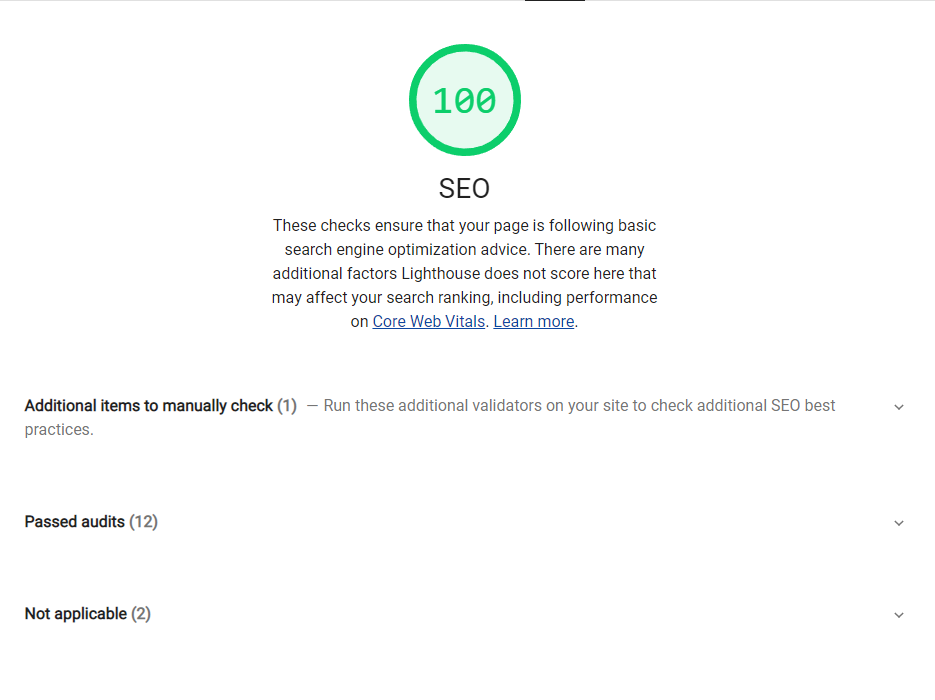 100
SEO
These checks ensure that your page is following basic
search engine optimization advice. There are many
additional factors Lighthouse does not score here that
may affect your search ranking, including performance
on Core Web Vitals. Learn more.
Additional items to manually check (1) — Run these additional validators on your site to check additional SEO best
practices.
Passed audits (12)
Not applicable (2)